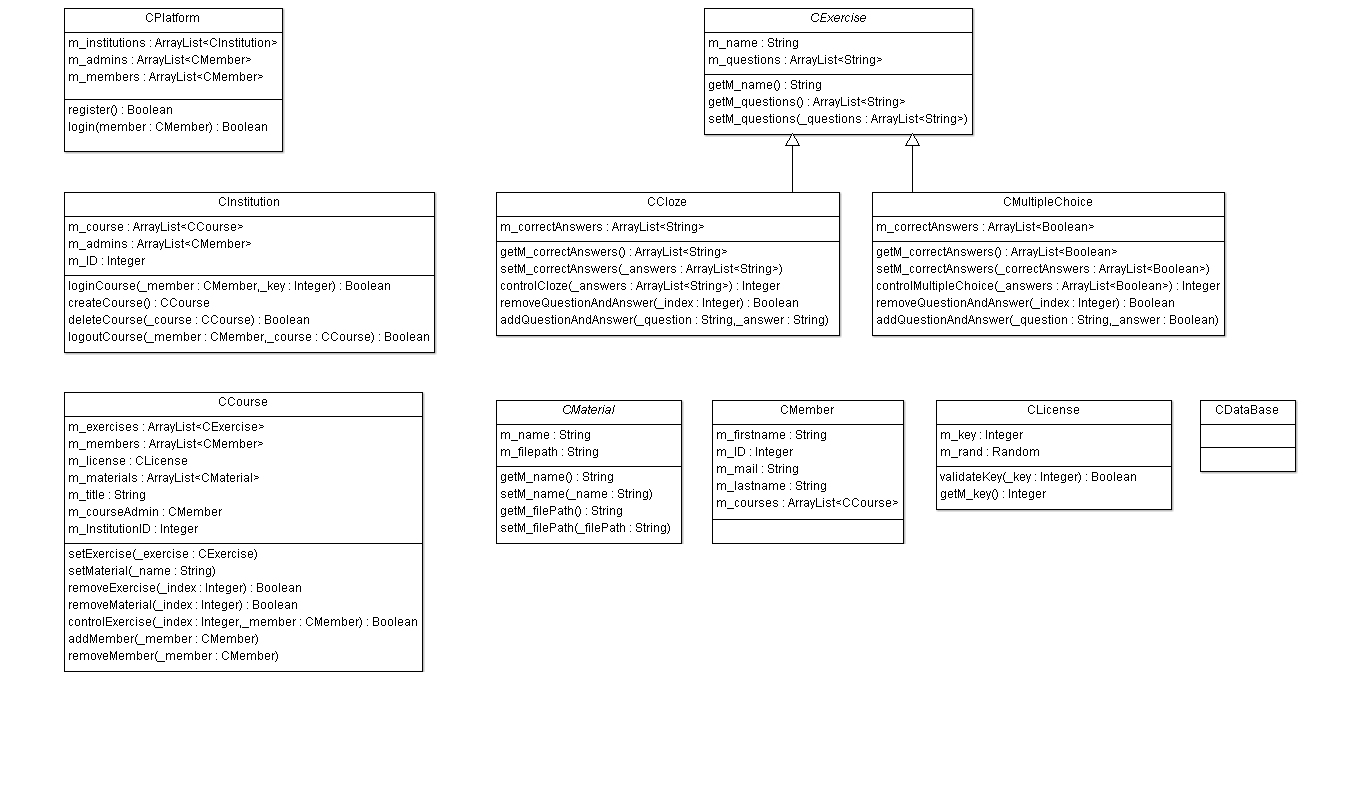 CPlatform
m_institutions : ArrayList<CInstitution>
m_admins : ArrayList<CMember>
m_members : ArrayList<CMember>
register() : Boolean
login(member : CMember) : Boolean
CExercise
m_name : String
m_questions : ArrayList<String>
getM_name() : String
getM_questions() : ArrayList<String>
setM_questions(_questions : ArrayList<String>)
CInstitution
m_course : ArrayList<CCourse>
m_admins : ArrayList<CMember>
m_ID : Integer
loginCourse(_member : CMember,_key : Integer) : Boolean
createCourse() : CCourse
deleteCourse(_course : CCourse) : Boolean
logoutCourse(_member : CMember,_course : CCourse) : Boolean
CCloze
m_correctAnswers : ArrayList<String>
getM_correctAnswers() : ArrayList<String>
setM_correctAnswers(_answers : ArrayList<String>)
controlCloze(_answers : ArrayList<String>) : Integer
removeQuestionAndAnswer(_index : Integer) : Boolean
addQuestionAndAnswer(_question : String,_answer : String)
CMultipleChoice
m_correctAnswers : ArrayList<Boolean>
getM_correctAnswers() : ArrayList<Boolean>
setM_correctAnswers(_correctAnswers : ArrayList<Boolean>)
controlMultipleChoice(_answers : ArrayList<Boolean>) : Integer
removeQuestionAndAnswer(_index : Integer) : Boolean
addQuestionAndAnswer(_question : String,_answer : Boolean)
CCourse
m_exercises : ArrayList<CExercise>
m_members : ArrayList<CMember>
m_license : CLicense
m_materials : ArrayList<CMaterial>
m_title : String
m_courseAdmin : CMember
m_InstitutionID : Integer
setExercise(_exercise : CExercise)
setMaterial(_name : String)
removeExercise(_index : Integer) : Boolean
removeMaterial(_index : Integer) : Boolean
controlExercise(_index : Integer,_member : CMember) : Boolean
addMember(_member : CMember)
removeMember(_member : CMember)
CMaterial
m_name : String
m_filepath : String
getM_name() : String
setM_name(_name : String)
getM_filePath() : String
setM_filePath(_filePath : String)
CMember
m_firstname : String
m_ID : Integer
m_mail : String
m_lastname : String
m_courses : ArrayList<CCourse>
CLicense
m_key : Integer
m_rand : Random
validateKey(_key : Integer) : Boolean
getM_key() : Integer
CDataBase